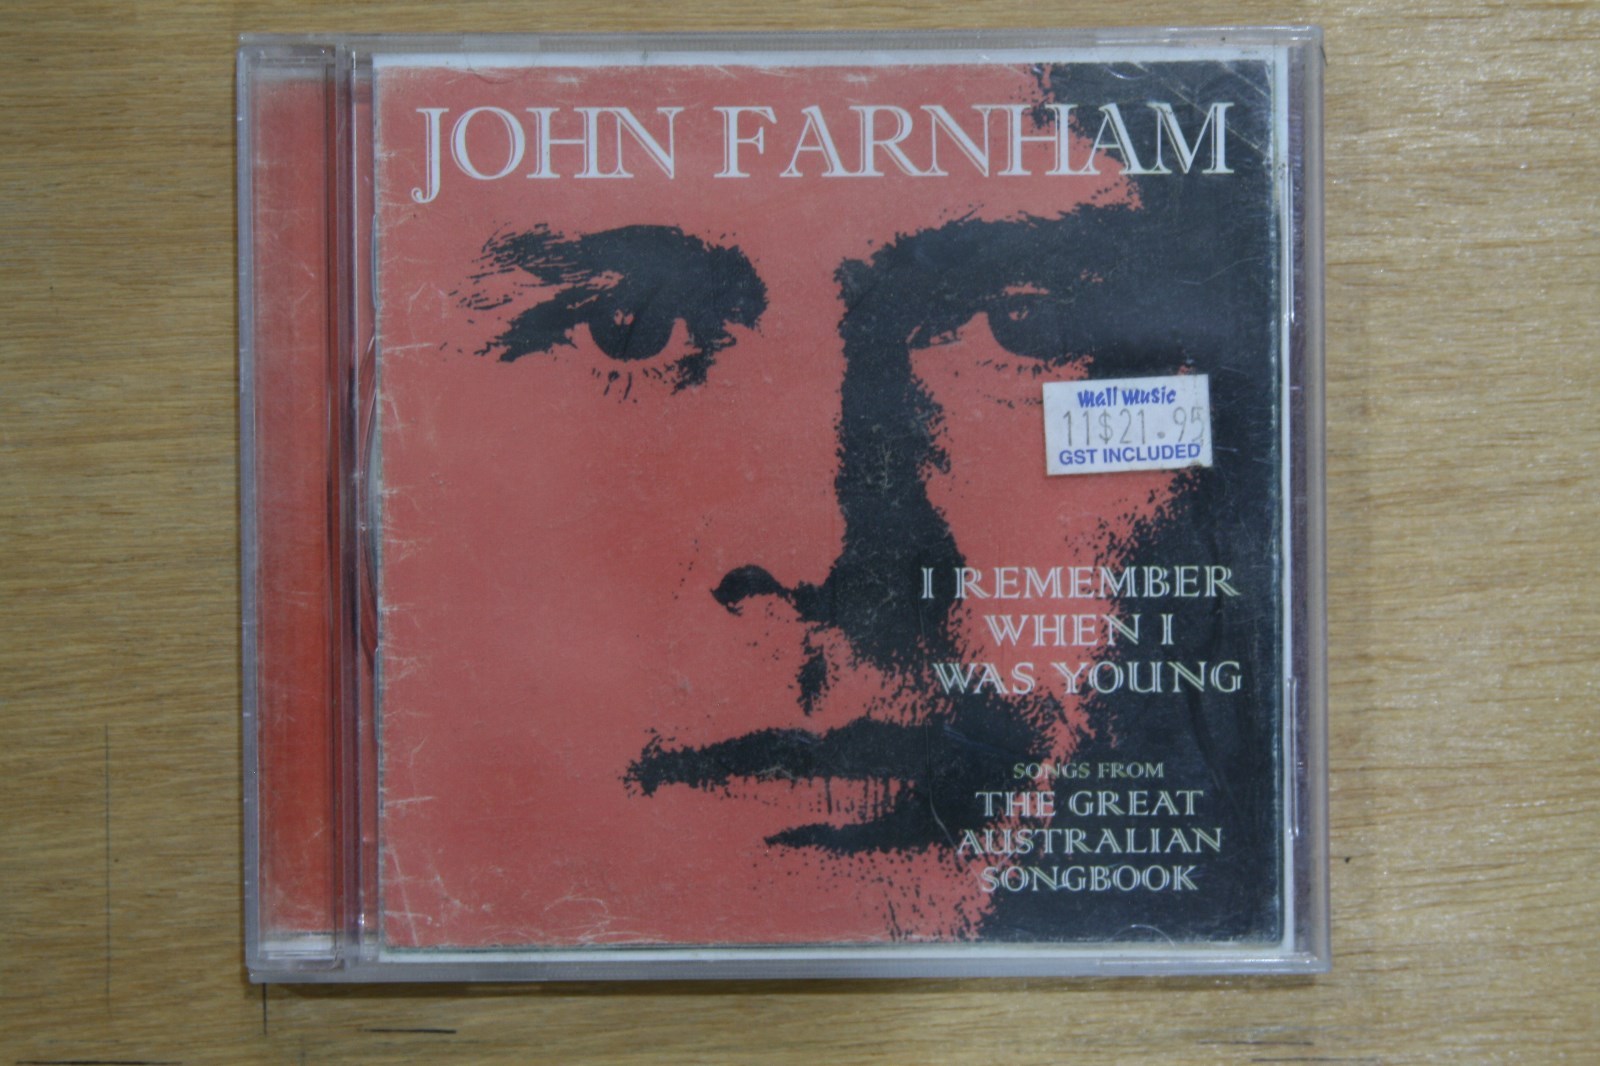 JOHN FARNHAM
mall music
11$21.95
GST INCLUDED
I REMEMBER
WHEN I
WAS YOUNG
SONGS FROM
THE GREAT
AUSTRALIAN
SONGBOOK